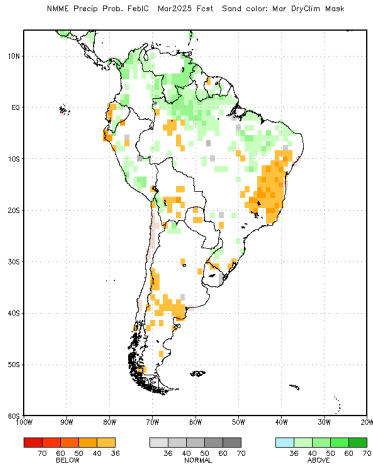 NMME Precip Prob. FebIC Mar2025 Fcst Sand color: Mar DryClim Mask
10N
EQ
10S
20S
30S
40S
50S
60S
100W 90W 80W 70W 60W 50W 40W 30W 20W
70 60 50 40 36 36 40 50 60 70 36 40 50 60 70
BELOW NORMAL ABOVE